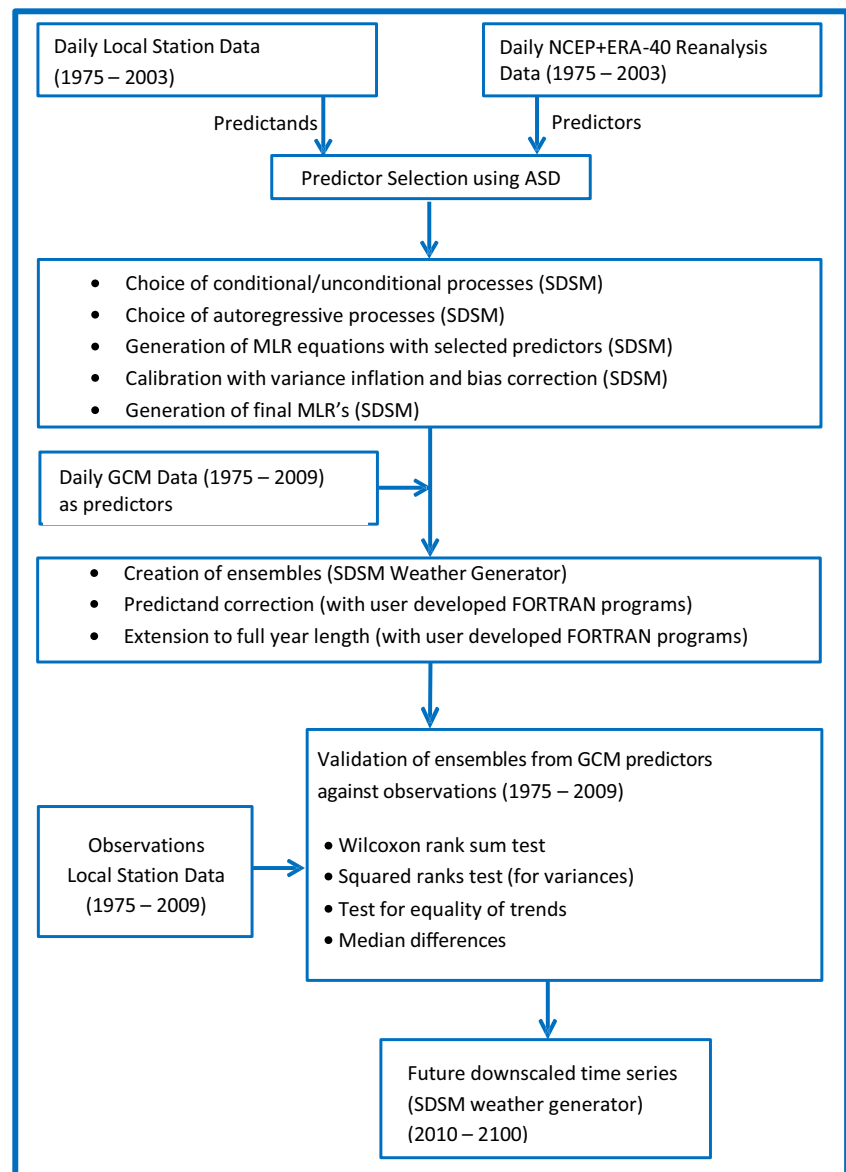 Daily Local Station Data
(1975 – 2003)
Daily NCEP+ERA-40 Reanalysis
Data (1975 – 2003)
Predictands
Predictors
Predictor Selection using ASD
• Choice of conditional/unconditional processes (SDSM)
• Choice of autoregressive processes (SDSM)
• Generation of MLR equations with selected predictors (SDSM)
• Calibration with variance inflation and bias correction (SDSM)
• Generation of final MLR's (SDSM)
Daily GCM Data (1975 – 2009)
as predictors
• Creation of ensembles (SDSM Weather Generator)
• Predictand correction (with user developed FORTRAN programs)
• Extension to full year length (with user developed FORTRAN programs)
Validation of ensembles from GCM predictors
against observations (1975 – 2009)
• Wilcoxon rank sum test
• Squared ranks test (for variances)
• Test for equality of trends
• Median differences
Observations
Local Station Data
(1975 – 2009)
Future downscaled time series
(SDSM weather generator)
(2010 – 2100)